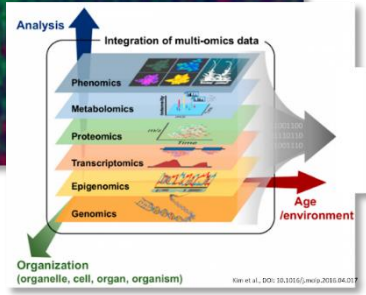 Analysis
Integration of multi-omics data
Phenomics
Metabolomics
Proteomics
Transcriptomics
Epigenomics
Genomics
Age
/environment
Organization
(organelle, cell, organ, organism)
Kim et al., DOI: 10.1016/j.molp.2016.04.017